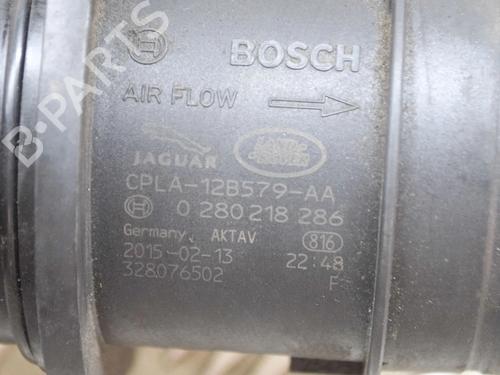 BOSCH
AIR FLOW
JAGUAR LAND ROVER
CPLA-12B579-AA
0 280 218 286
Germany AKTAV 816
2015-02-13 22:48
328076502 F